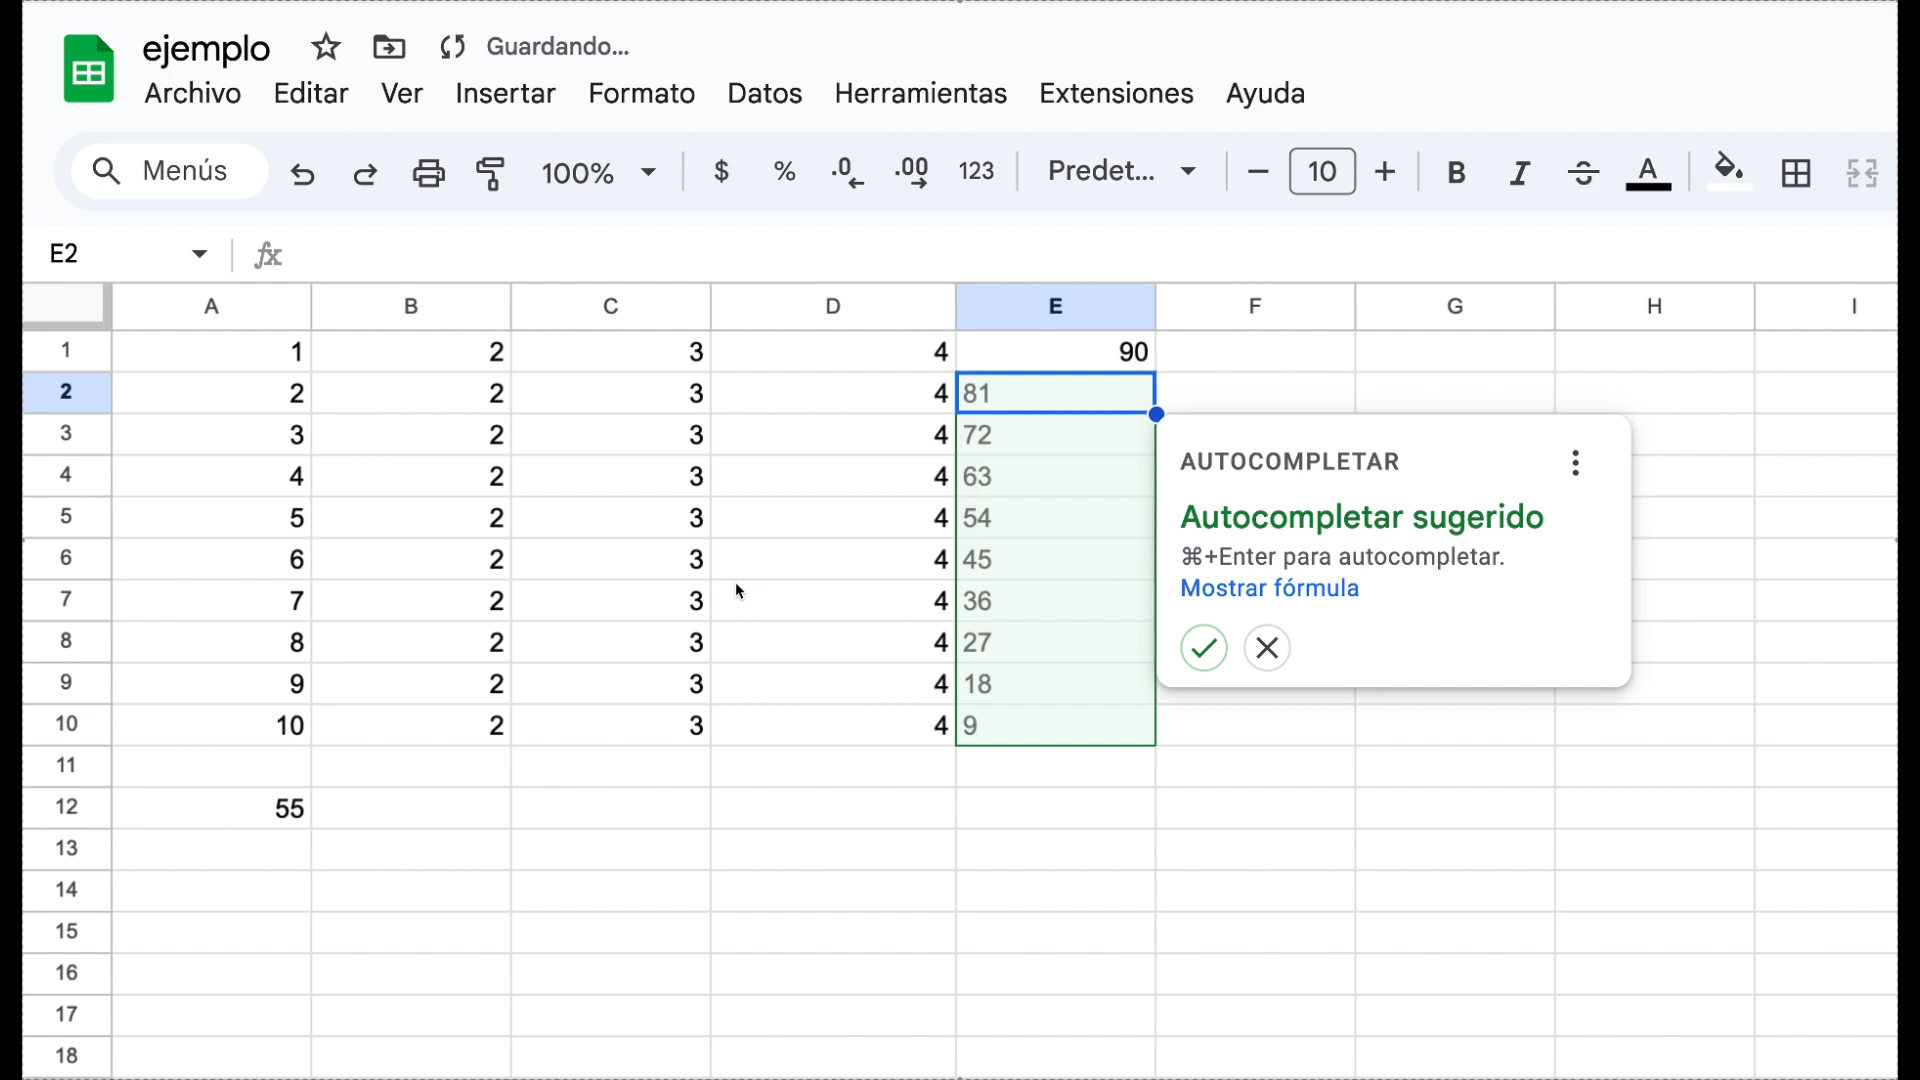 ejemplo Guardando...
Archivo Editar Ver Insertar Formato Datos Herramientas Extensiones Ayuda
Menús 100% $ % .0 .00 123 Predet... − 10 + B I S A
E2 fx
A B C D E F G H I
1 1 2 3 4 90
2 2 2 3 4 81
3 3 2 3 4 72
4 4 2 3 4 63
5 5 2 3 4 54
6 6 2 3 4 45
7 7 2 3 4 36
8 8 2 3 4 27
9 9 2 3 4 18
10 10 2 3 4 9
11
12 55
13
14
15
16
17
18
AUTOCOMPLETAR
Autocompletar sugerido
⌘+Enter para autocompletar.
Mostrar fórmula